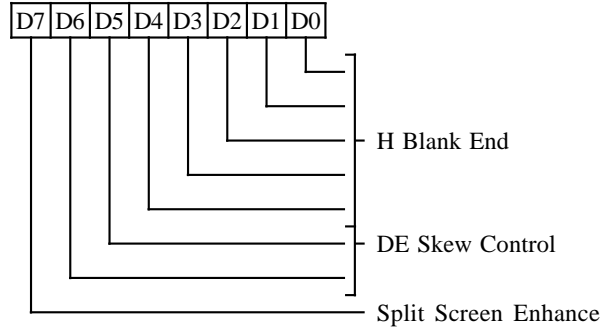 D7 D6 D5 D4 D3 D2 D1 D0
H Blank End
DE Skew Control
Split Screen Enhance